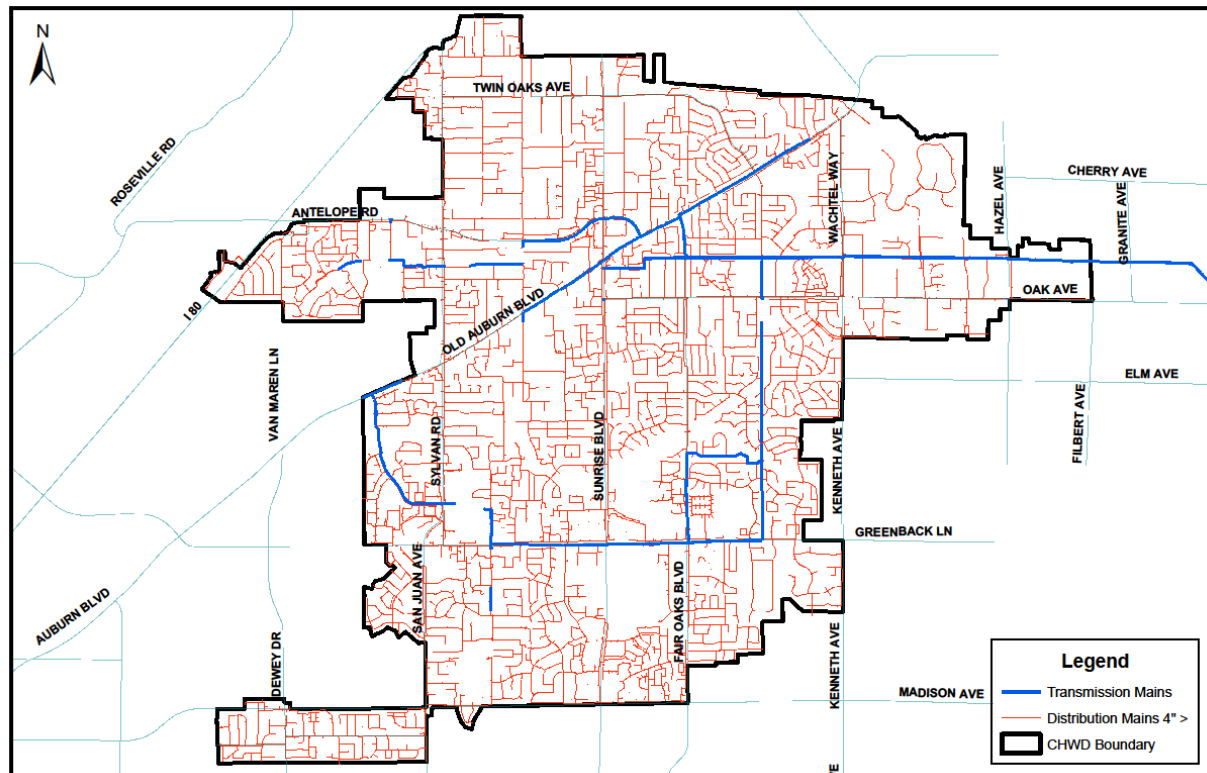 N
TWIN OAKS AVE
ROSEVILLE RD
CHERRY AVE
HAZEL AVE
GRANITE AVE
WACHTEL WAY
ANTELOPE RD
OAK AVE
I 80
OLD AUBURN BLVD
VAN MAREN LN
ELM AVE
FILBERT AVE
SYLVAN RD
SUNRISE BLVD
KENNETH AVE
GREENBACK LN
SAN JUAN AVE
FAIR OAKS BLVD
AUBURN BLVD
DEWEY DR
KENNETH AVE
MADISON AVE
Legend
Transmission Mains
Distribution Mains 4" >
CHWD Boundary